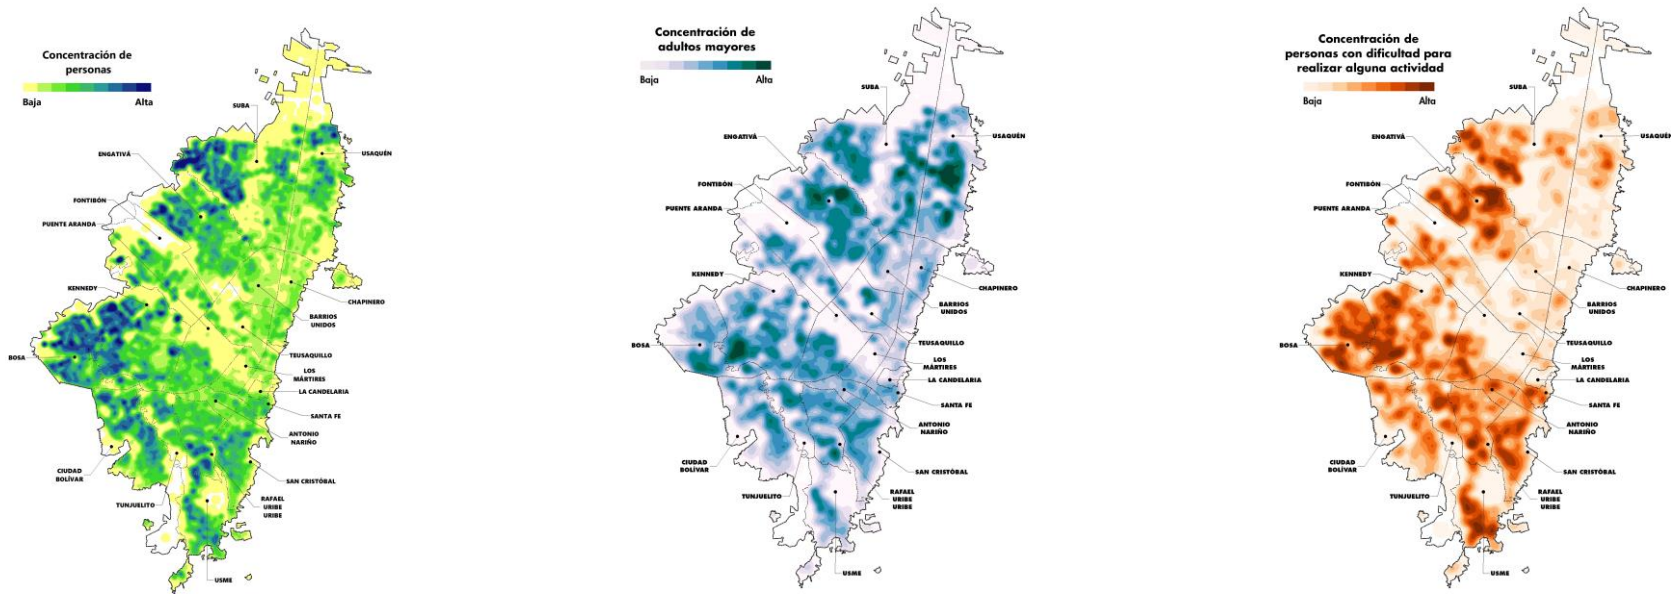 Concentración de
personas
Baja
Alta
SUBA
ENGATIVÁ
USAQUÉN
FONTIBÓN
PUENTE ARANDA
KENNEDY
CHAPINERO
BARRIOS
UNIDOS
BOSA
TEUSAQUILLO
LOS
MÁRTIRES
LA CANDELARIA
SANTA FE
ANTONIO
NARIÑO
CIUDAD
BOLÍVAR
SAN CRISTÓBAL
TUNJUELITO
RAFAEL
URIBE
URIBE
USME
Concentración de
adultos mayores
Baja
Alta
SUBA
ENGATIVÁ
USAQUÉN
FONTIBÓN
PUENTE ARANDA
KENNEDY
CHAPINERO
BARRIOS
UNIDOS
BOSA
TEUSAQUILLO
LOS
MÁRTIRES
LA CANDELARIA
SANTA FE
ANTONIO
NARIÑO
CIUDAD
BOLÍVAR
SAN CRISTÓBAL
TUNJUELITO
RAFAEL
URIBE
URIBE
USME
Concentración de
personas con dificultad para
realizar alguna actividad
Baja
Alta
SUBA
ENGATIVÁ
USAQUÉN
FONTIBÓN
PUENTE ARANDA
KENNEDY
CHAPINERO
BARRIOS
UNIDOS
BOSA
TEUSAQUILLO
LOS
MÁRTIRES
LA CANDELARIA
SANTA FE
ANTONIO
NARIÑO
CIUDAD
BOLÍVAR
SAN CRISTÓBAL
TUNJUELITO
RAFAEL
URIBE
URIBE
USME